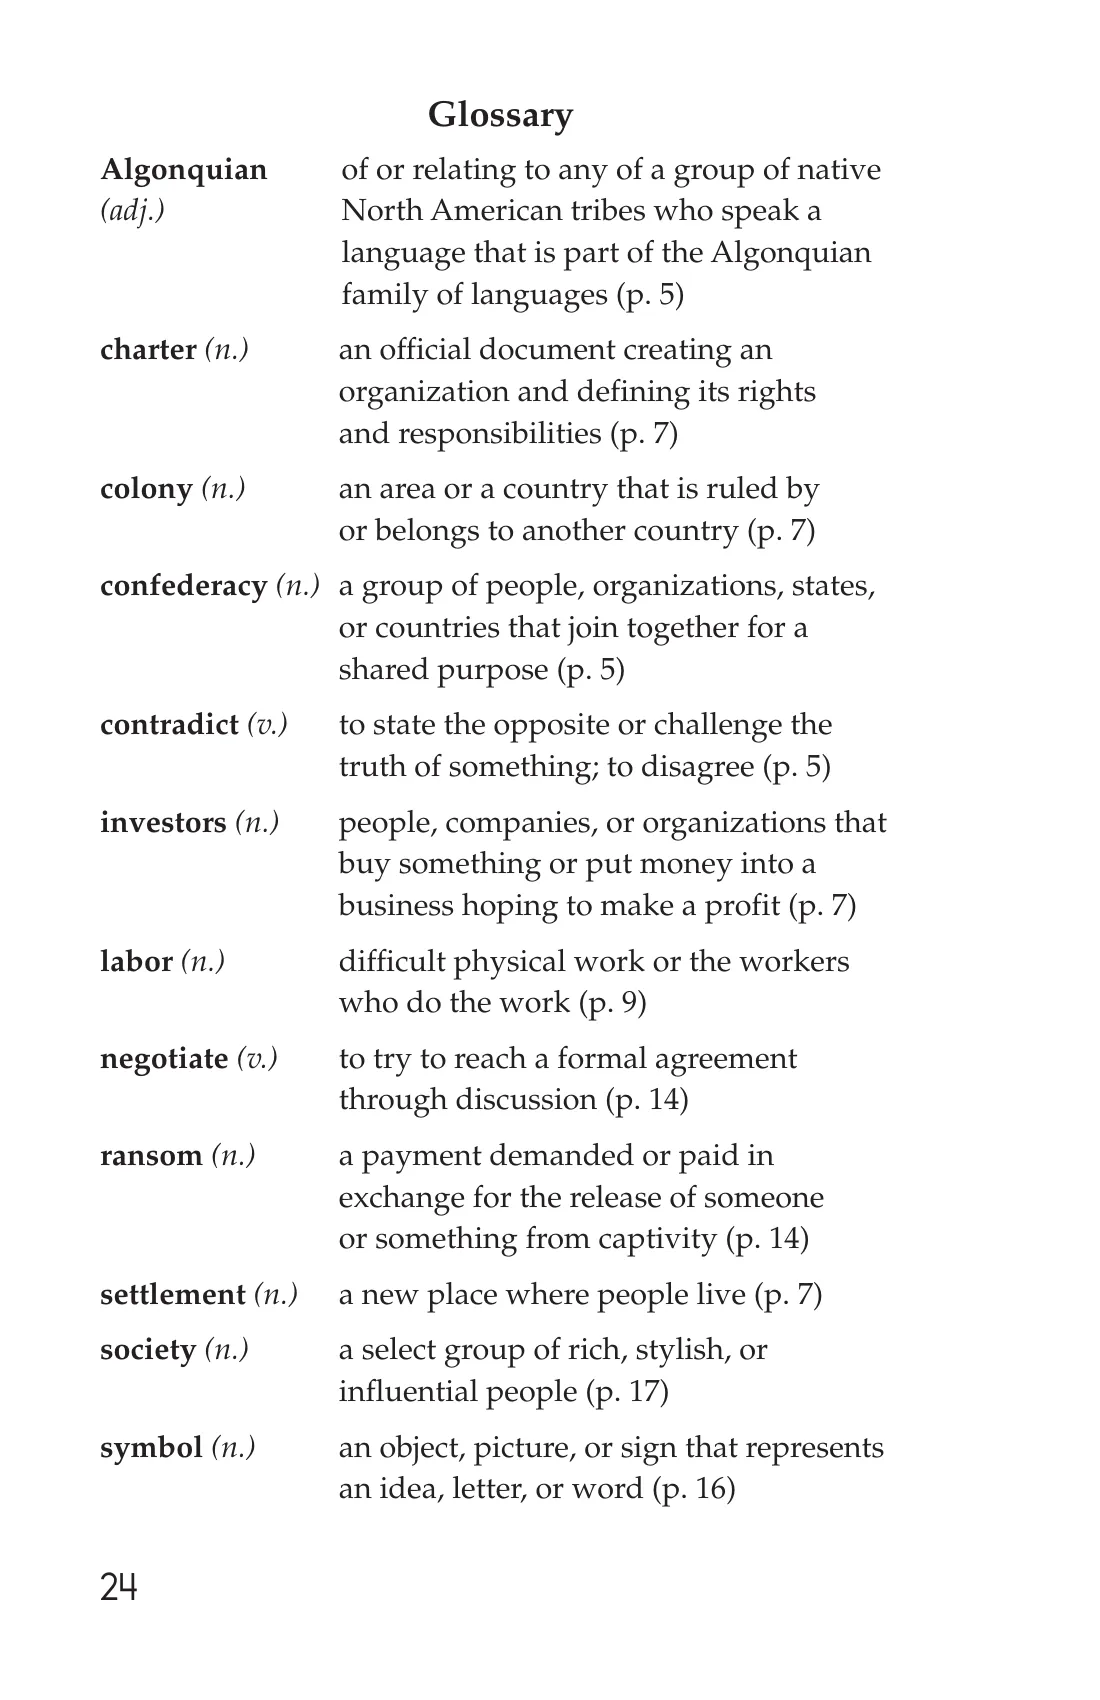 Glossary
Algonquian of or relating to any of a group of native
(adj.) North American tribes who speak a
language that is part of the Algonquian
family of languages (p. 5)
charter (n.) an official document creating an
organization and defining its rights
and responsibilities (p. 7)
colony (n.) an area or a country that is ruled by
or belongs to another country (p. 7)
confederacy (n.) a group of people, organizations, states,
or countries that join together for a
shared purpose (p. 5)
contradict (v.) to state the opposite or challenge the
truth of something; to disagree (p. 5)
investors (n.) people, companies, or organizations that
buy something or put money into a
business hoping to make a profit (p. 7)
labor (n.) difficult physical work or the workers
who do the work (p. 9)
negotiate (v.) to try to reach a formal agreement
through discussion (p. 14)
ransom (n.) a payment demanded or paid in
exchange for the release of someone
or something from captivity (p. 14)
settlement (n.) a new place where people live (p. 7)
society (n.) a select group of rich, stylish, or
influential people (p. 17)
symbol (n.) an object, picture, or sign that represents
an idea, letter, or word (p. 16)
24